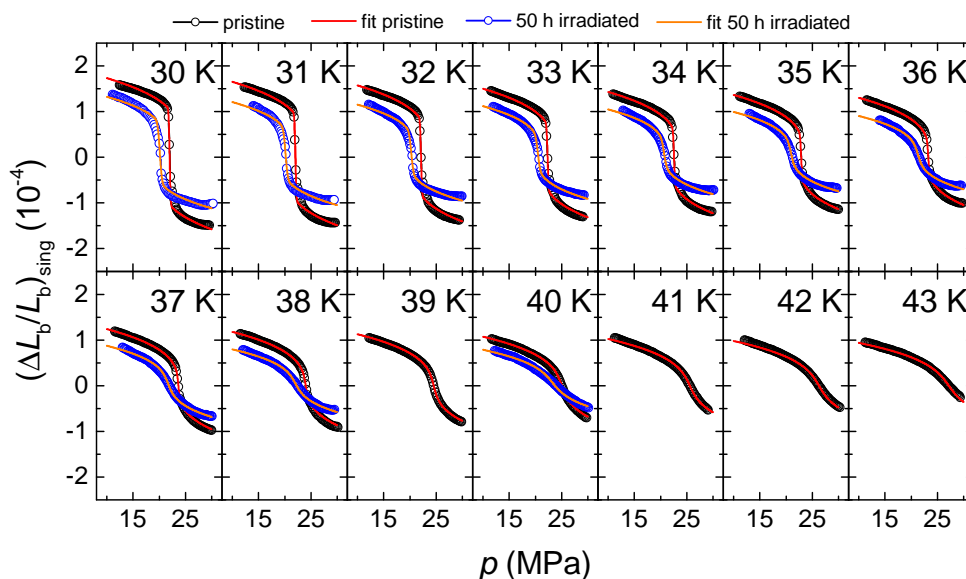 pristine fit pristine 50 h irradiated fit 50 h irradiated
30 K 31 K 32 K 33 K 34 K 35 K 36 K
2
1
0
-1
-2
37 K 38 K 39 K 40 K 41 K 42 K 43 K
2
1
0
-1
-2
15 25 15 25 15 25 15 25 15 25 15 25 15 25
(ΔL_b/L_b)_sing (10^-4)
p (MPa)